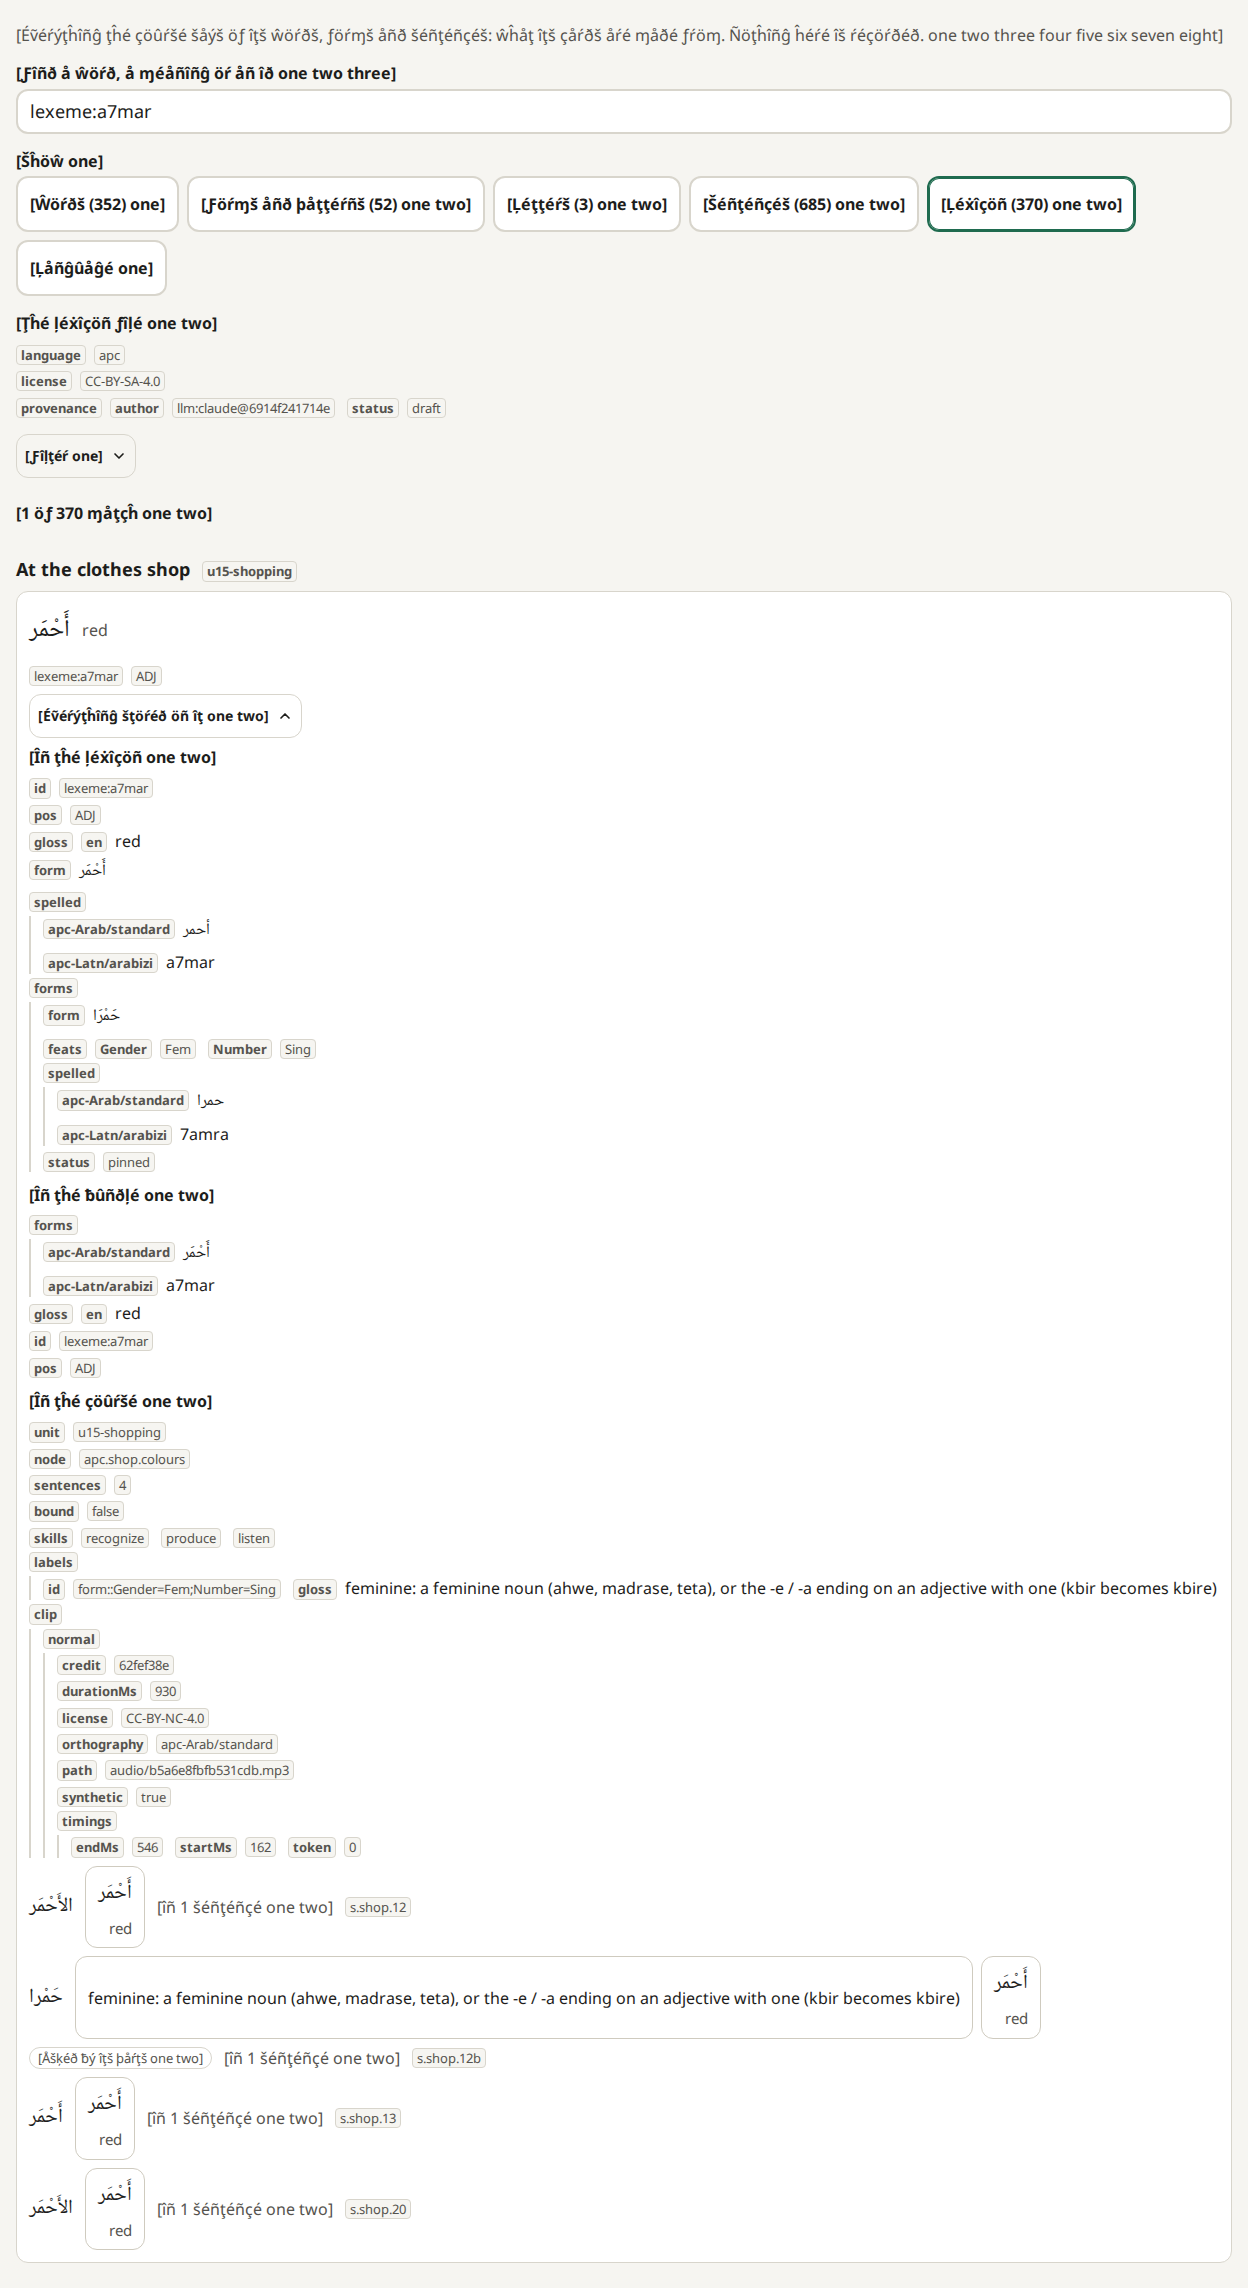 [Éṽéŕýţĥîñĝ ţĥé çöûŕšé šåýš öƒ îţš ŵöŕðš, ƒöŕɱš åñð šéñţéñçéš: ŵĥåţ îţš çåŕðš åŕé ɱåðé ƒŕöɱ. Ñöţĥîñĝ ĥéŕé îš ŕéçöŕðéð. one two three four five six seven eight]
[Ƒîñð å ŵöŕð, å ɱéåñîñĝ öŕ åñ îð one two three]
lexeme:a7mar
[Šĥöŵ one]
[Ŵöŕðš (352) one] [Ƒöŕɱš åñð þåţţéŕñš (52) one two] [Ļéţţéŕš (3) one two] [Šéñţéñçéš (685) one two] [Ļéẋîçöñ (370) one two]
[Ļåñĝûåĝé one]
[Ţĥé ļéẋîçöñ ƒîļé one two]
language apc
license CC-BY-SA-4.0
provenance author llm:claude@6914f241714e status draft
[Ƒîļţéŕ one]
[1 öƒ 370 ɱåţçĥ one two]
At the clothes shop u15-shopping
أَحْمَر red
lexeme:a7mar ADJ
[Éṽéŕýţĥîñĝ šţöŕéð öñ îţ one two]
[Îñ ţĥé ļéẋîçöñ one two]
id lexeme:a7mar
pos ADJ
gloss en red
form أَحْمَر
spelled
apc-Arab/standard أحمر
apc-Latn/arabizi a7mar
forms
form حَمْرَا
feats Gender Fem Number Sing
spelled
apc-Arab/standard حمرا
apc-Latn/arabizi 7amra
status pinned
[Îñ ţĥé ƀûñðļé one two]
forms
apc-Arab/standard أَحْمَر
apc-Latn/arabizi a7mar
gloss en red
id lexeme:a7mar
pos ADJ
[Îñ ţĥé çöûŕšé one two]
unit u15-shopping
node apc.shop.colours
sentences 4
bound false
skills recognize produce listen
labels
id form::Gender=Fem;Number=Sing gloss feminine: a feminine noun (ahwe, madrase, teta), or the -e / -a ending on an adjective with one (kbir becomes kbire)
clip
normal
credit 62fef38e
durationMs 930
license CC-BY-NC-4.0
orthography apc-Arab/standard
path audio/b5a6e8fbfb531cdb.mp3
synthetic true
timings
endMs 546 startMs 162 token 0
الأَحْمَر أَحْمَر red [îñ 1 šéñţéñçé one two] s.shop.12
حَمْرا feminine: a feminine noun (ahwe, madrase, teta), or the -e / -a ending on an adjective with one (kbir becomes kbire) أَحْمَر red
[Åšķéð ƀý îţš þåŕţš one two] [îñ 1 šéñţéñçé one two] s.shop.12b
أَحْمَر أَحْمَر red [îñ 1 šéñţéñçé one two] s.shop.13
الأَحْمَر أَحْمَر red [îñ 1 šéñţéñçé one two] s.shop.20